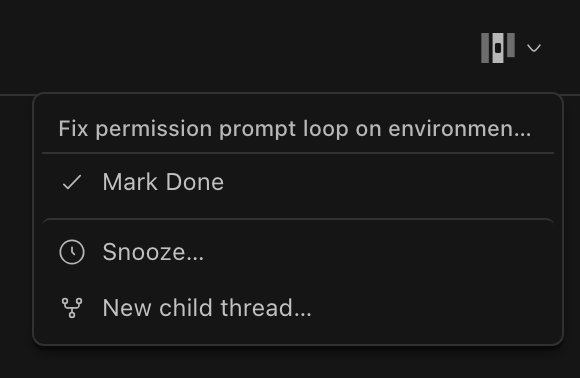 Fix permission prompt loop on environmen...
Mark Done
Snooze...
New child thread...